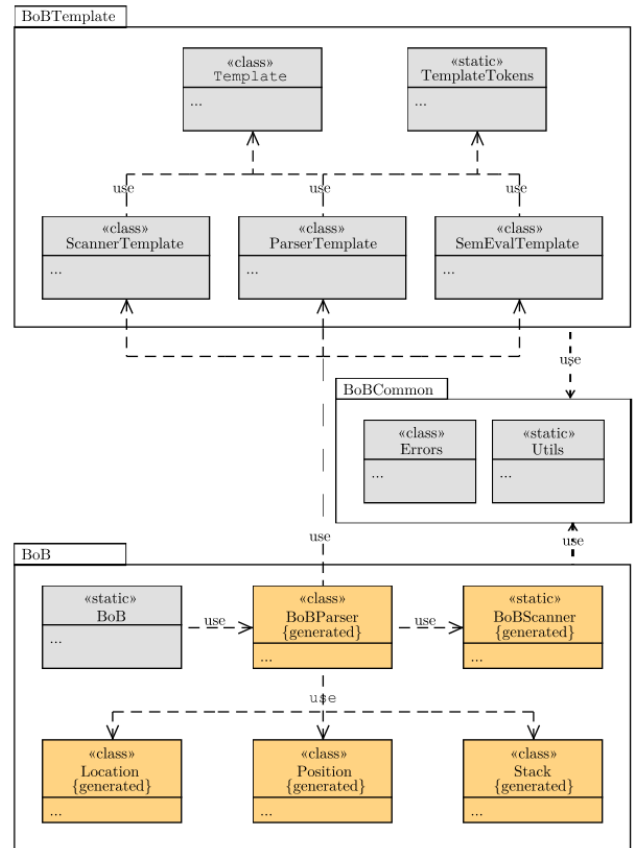 BoBTemplate
«class»
Template
...
«static»
TemplateTokens
...
use
use
use
«class»
ScannerTemplate
...
«class»
ParserTemplate
...
«class»
SemEvalTemplate
...
use
BoBCommon
«class»
Errors
...
«static»
Utils
...
use
use
BoB
«static»
BoB
...
use
«class»
BoBParser
{generated}
...
use
«static»
BoBScanner
{generated}
...
use
«class»
Location
{generated}
...
«class»
Position
{generated}
...
«class»
Stack
{generated}
...